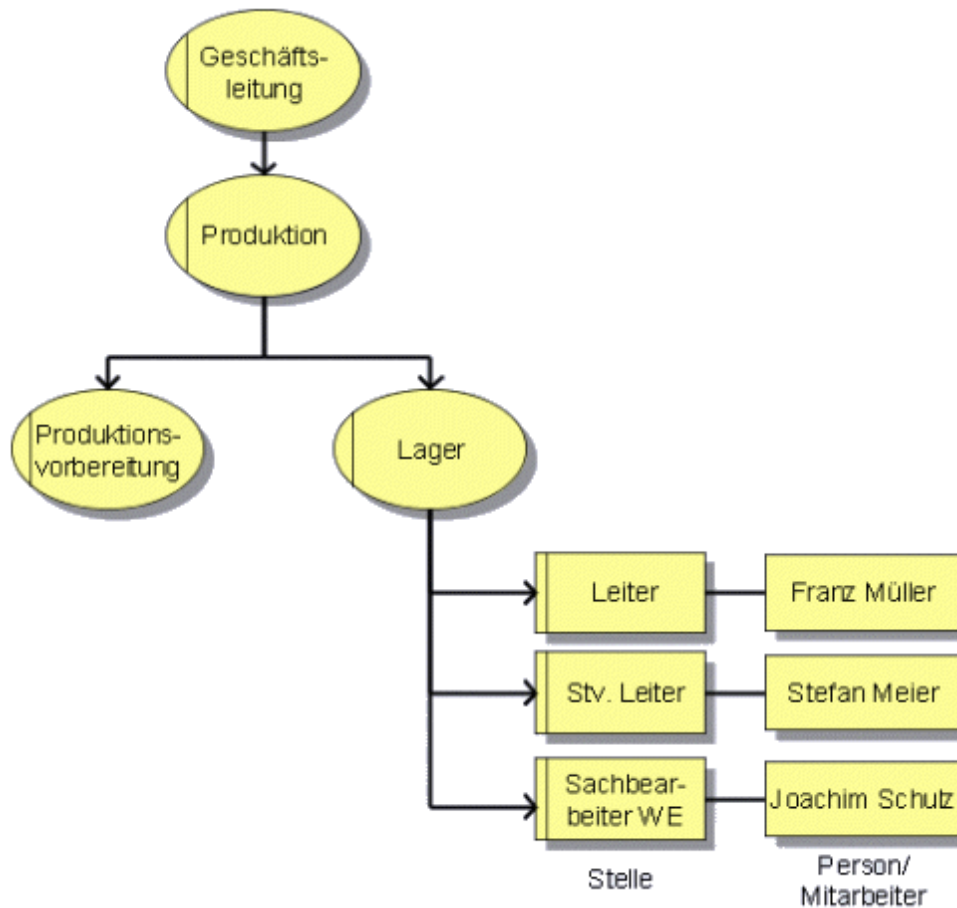 Geschäfts-
leitung
Produktion
Produktions-
vorbereitung
Lager
Leiter
Franz Müller
Stv. Leiter
Stefan Meier
Sachbear-
beiter WE
Joachim Schulz
Stelle
Person/
Mitarbeiter